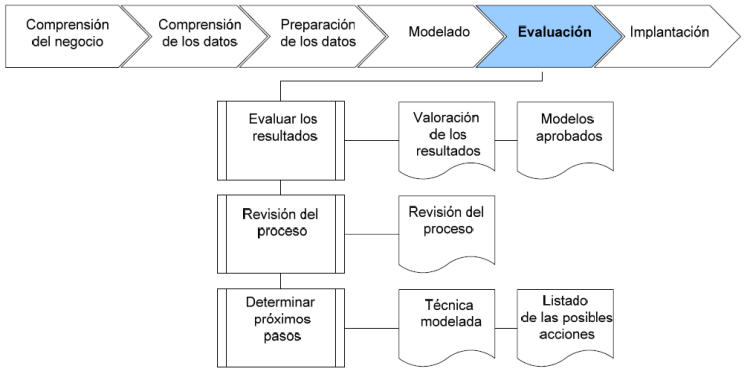 Comprensión
del negocio
Comprensión
de los datos
Preparación
de los datos
Modelado
Evaluación
Implantación
Evaluar los
resultados
Valoración
de los
resultados
Modelos
aprobados
Revisión del
proceso
Revisión del
proceso
Determinar
próximos
pasos
Técnica
modelada
Listado
de las posibles
acciones